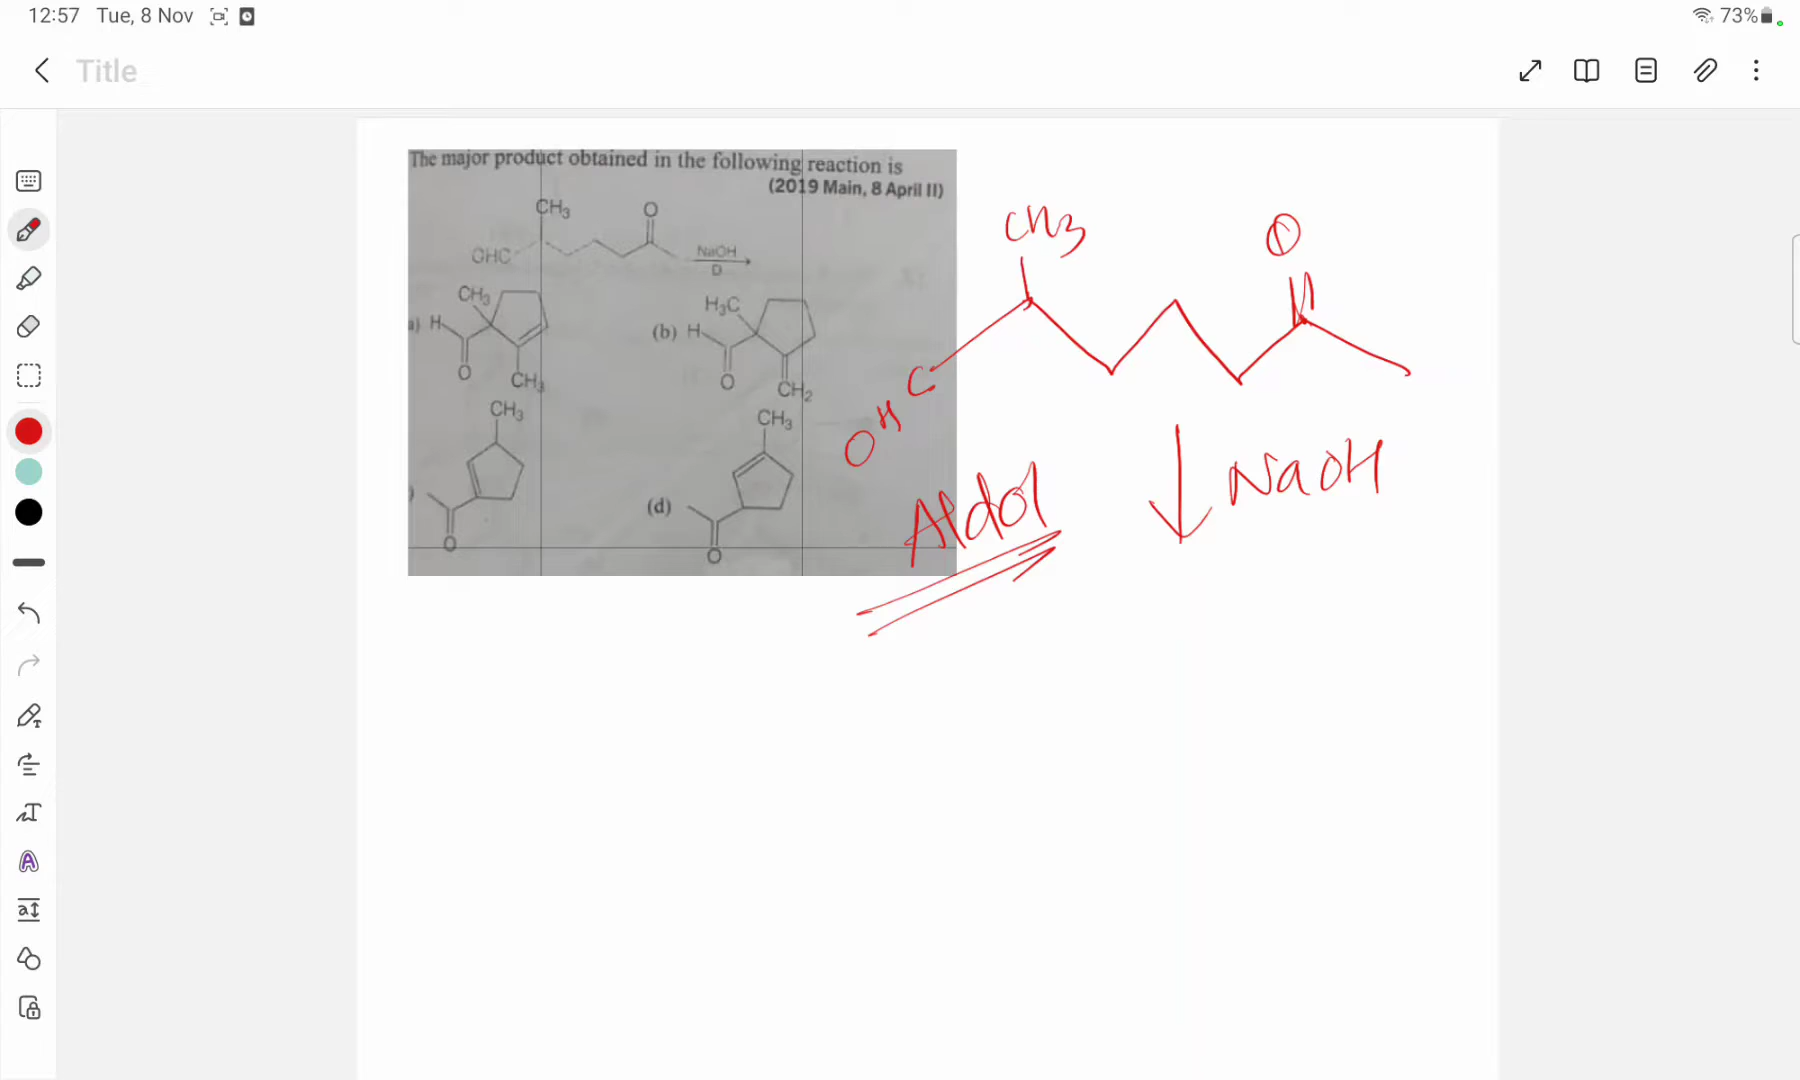 12:57 Tue, 8 Nov
73%
Title
The major product obtained in the following reaction is
(2019 Main, 8 April II)
CH3
O
OHC
NaOH
D
CH3
a) H
O
CH3
H3C
(b) H
O
CH2
CH3
)
O
CH3
(d)
O
CH3
O
C
H
O
Aldol
NaOH